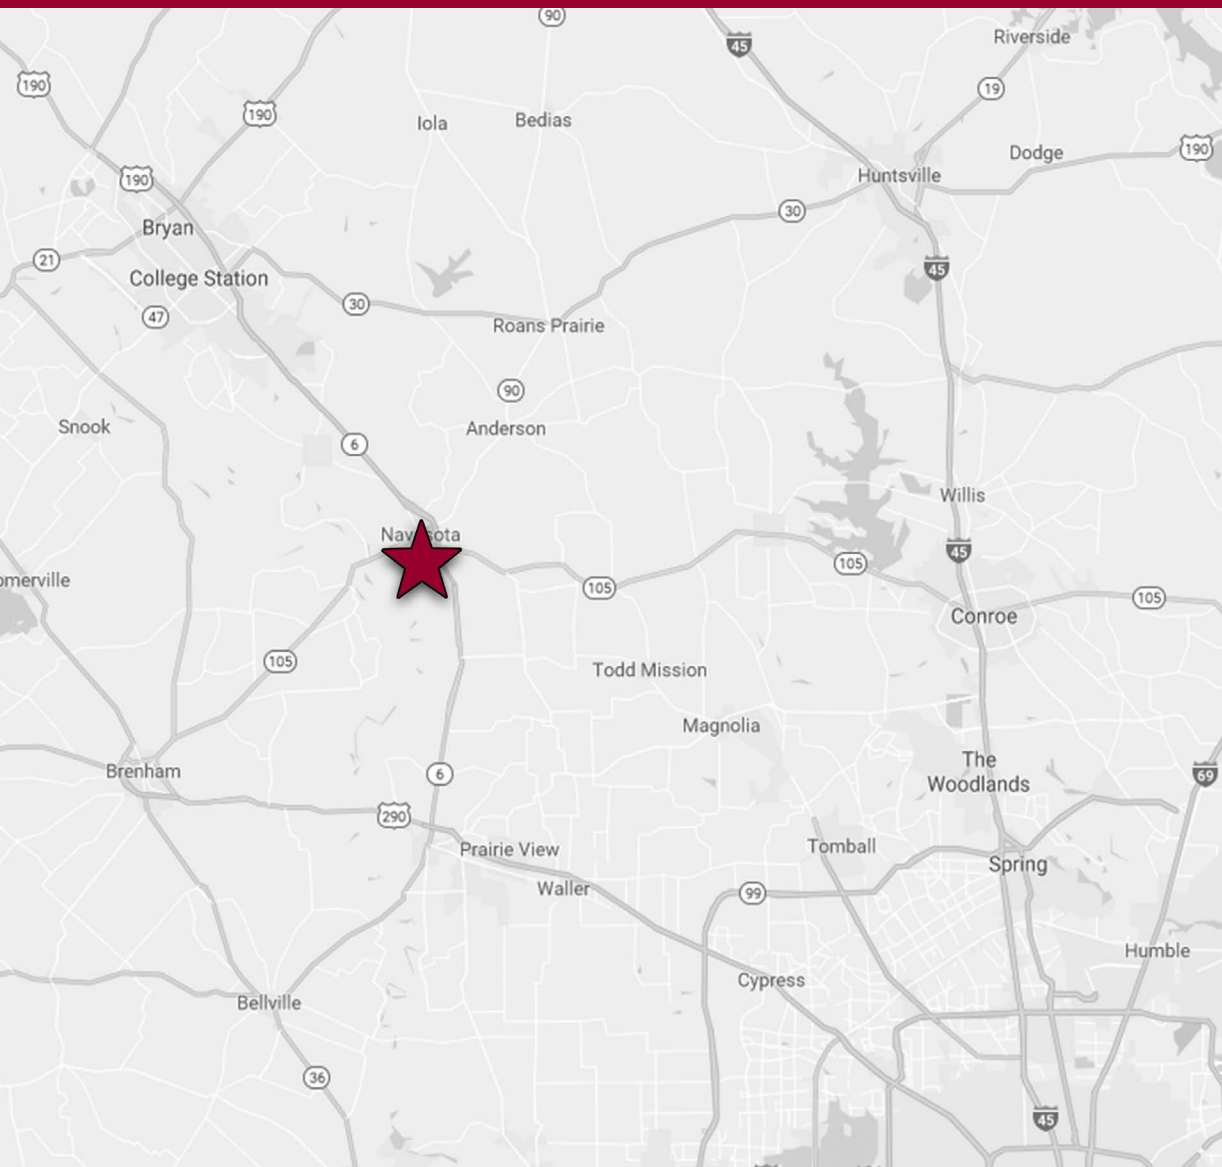 90
45
Riverside
190
19
190
Iola
Bedias
Dodge
190
190
Huntsville
30
Bryan
21
45
College Station
30
47
Roans Prairie
90
Snook
Anderson
6
Willis
45
105
omerville
105
105
Conroe
105
Todd Mission
Magnolia
The
Woodlands
Brenham
6
69
290
Prairie View
Tomball
Spring
Waller
99
Humble
Cypress
Bellville
36
45